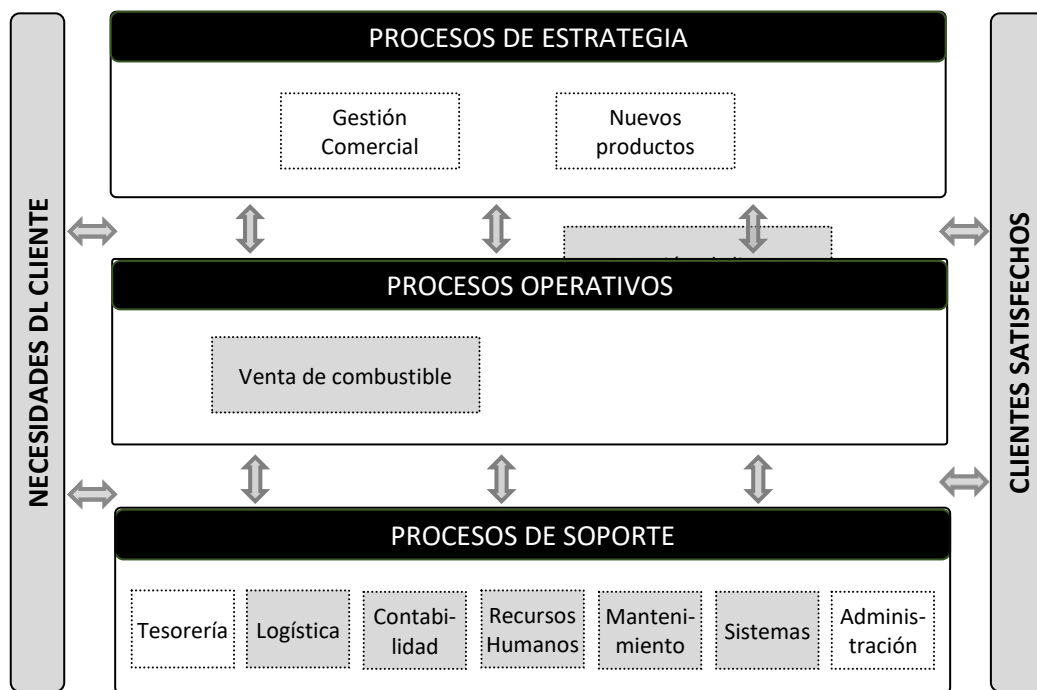 PROCESOS DE ESTRATEGIA
Gestión
Comercial
Nuevos
productos
NECESIDADES DL CLIENTE
CLIENTES SATISFECHOS
PROCESOS OPERATIVOS
Venta de combustible
PROCESOS DE SOPORTE
Tesorería
Logística
Contabi-
lidad
Recursos
Humanos
Manteni-
miento
Sistemas
Adminis-
tración